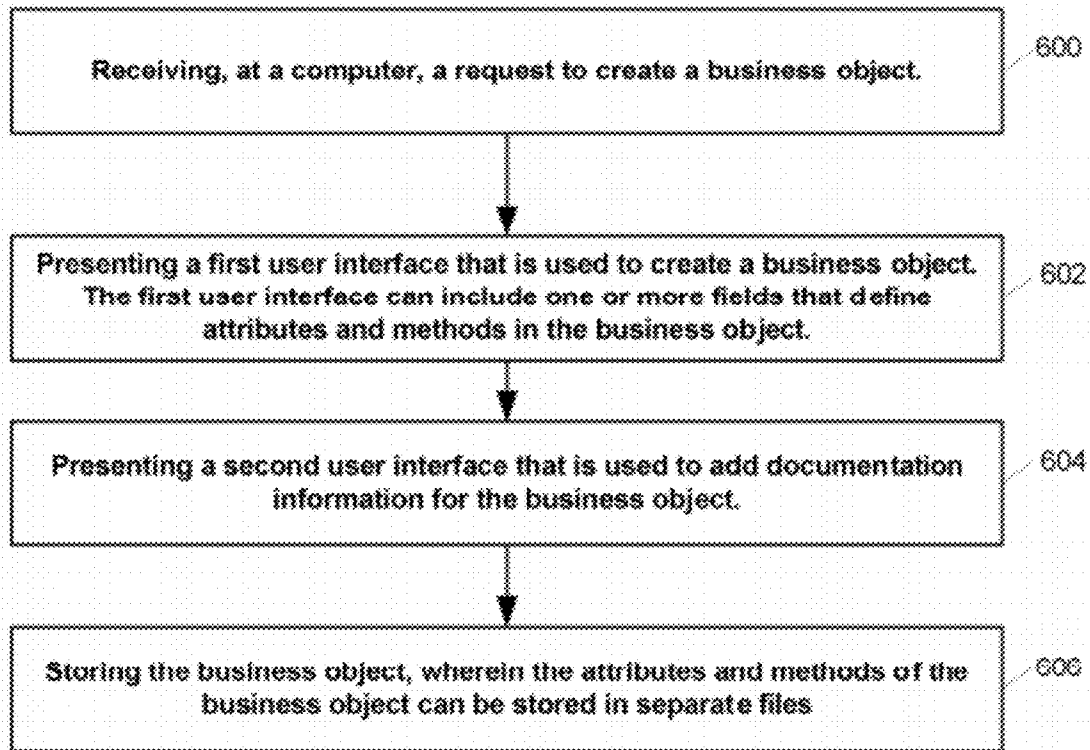 Receiving, at a computer, a request to create a business object.
600
Presenting a first user interface that is used to create a business object.
The first user interface can include one or more fields that define
attributes and methods in the business object.
602
Presenting a second user interface that is used to add documentation
information for the business object.
604
Storing the business object, wherein the attributes and methods of the
business object can be stored in separate files
606